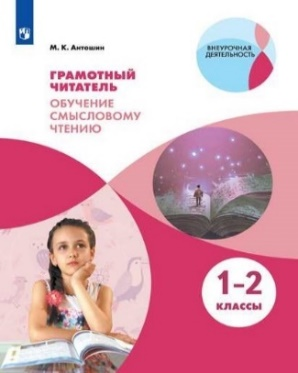 М. К. Антошин
ВНЕУРОЧНАЯ
ДЕЯТЕЛЬНОСТЬ
ГРАМОТНЫЙ
ЧИТАТЕЛЬ
ОБУЧЕНИЕ
СМЫСЛОВОМУ
ЧТЕНИЮ
1–2
КЛАССЫ